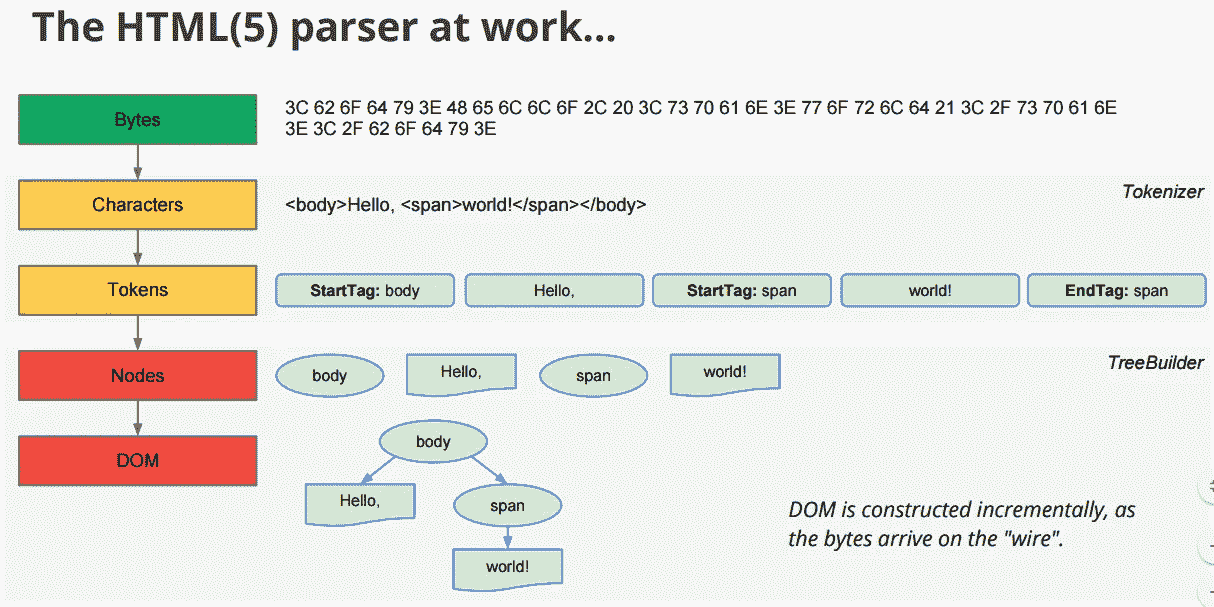 The HTML(5) parser at work...
Bytes
3C 62 6F 64 79 3E 48 65 6C 6C 6F 2C 20 3C 73 70 61 6E 3E 77 6F 72 6C 64 21 3C 2F 73 70 61 6E
3E 3C 2F 62 6F 64 79 3E
Characters
<body>Hello, <span>world!</span></body>
Tokenizer
Tokens
StartTag: body
Hello,
StartTag: span
world!
EndTag: span
Nodes
body
Hello,
span
world!
TreeBuilder
DOM
body
Hello,
span
world!
DOM is constructed incrementally, as
the bytes arrive on the "wire".